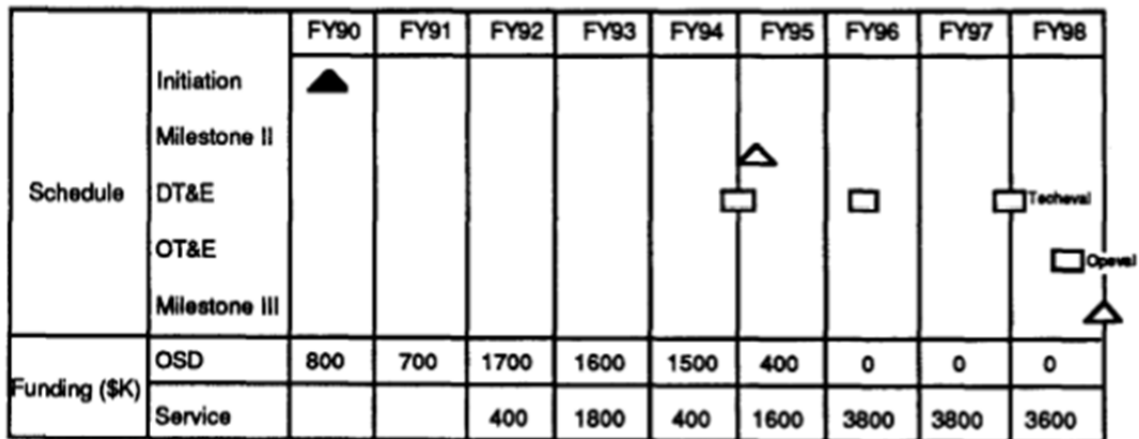 FY90 FY91 FY92 FY93 FY94 FY95 FY96 FY97 FY98
Initiation
Milestone II
Schedule DT&E Techeval
OT&E Opeval
Milestone III
OSD 800 700 1700 1600 1500 400 0 0 0
Funding ($K)
Service 400 1800 400 1600 3800 3800 3600